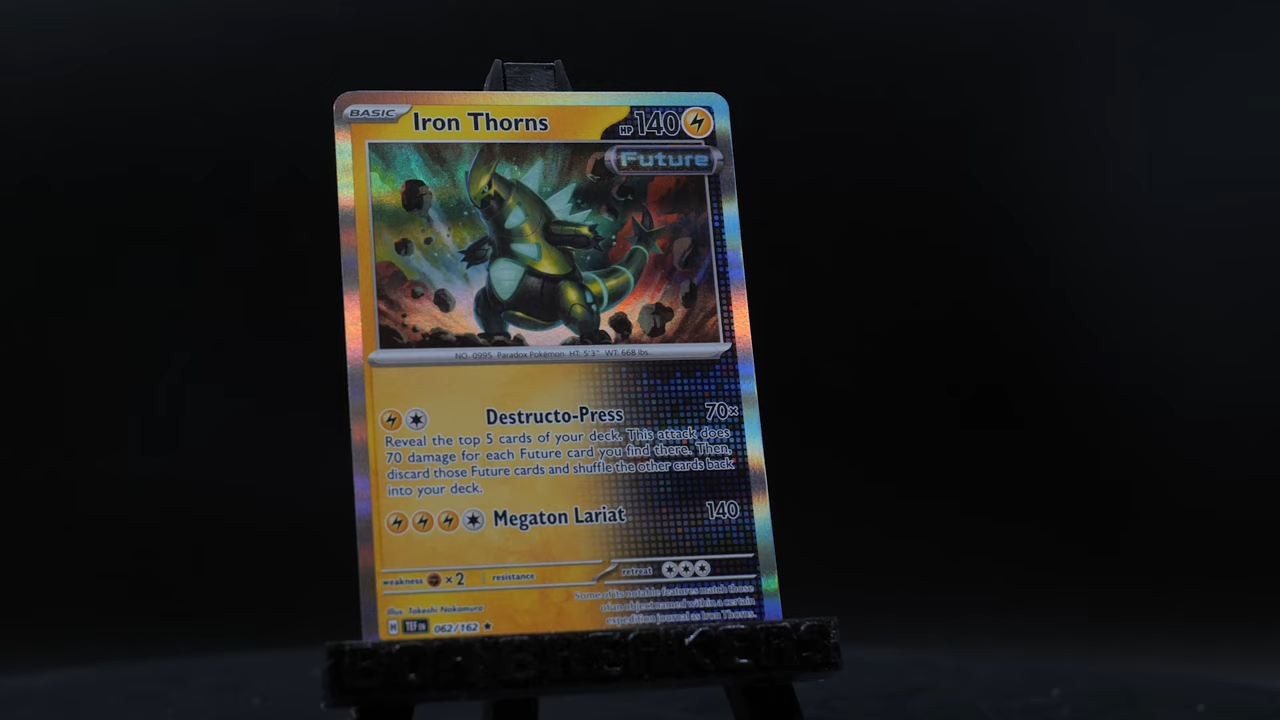 BASIC Iron Thorns HP 140
Future
NO. 0995 Paradox Pokémon HT: 5'3" WT: 668 lbs.
Destructo-Press 70×
Reveal the top 5 cards of your deck. This attack does
70 damage for each Future card you find there. Then,
discard those Future cards and shuffle the other cards back
into your deck.
Megaton Lariat 140
weakness ×2 resistance retreat
Some of its notable features match those
of an object named within a certain
expedition journal as Iron Thorns.
Illus. Takeshi Nakamura
H TEF EN 062/162 ★